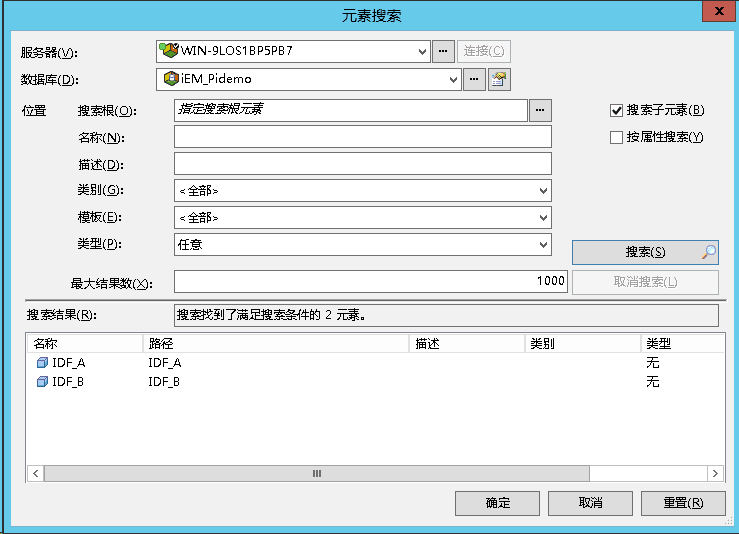 元素搜索
服务器(V): WIN-9LOS1BP5PB7 ... 连接(C)
数据库(D): iEM_Pidemo ...
位置 搜索根(O): 指定搜索根元素 ... 搜索子元素(B)
名称(N): 按属性搜索(Y)
描述(D):
类别(G): <全部>
模板(E): <全部>
类型(P): 任意
搜索(S)
最大结果数(X): 1000 取消搜索(L)
搜索结果(R): 搜索找到了满足搜索条件的 2 元素。
名称 路径 描述 类别 类型
IDF_A IDF_A 无
IDF_B IDF_B 无
确定 取消 重置(R)